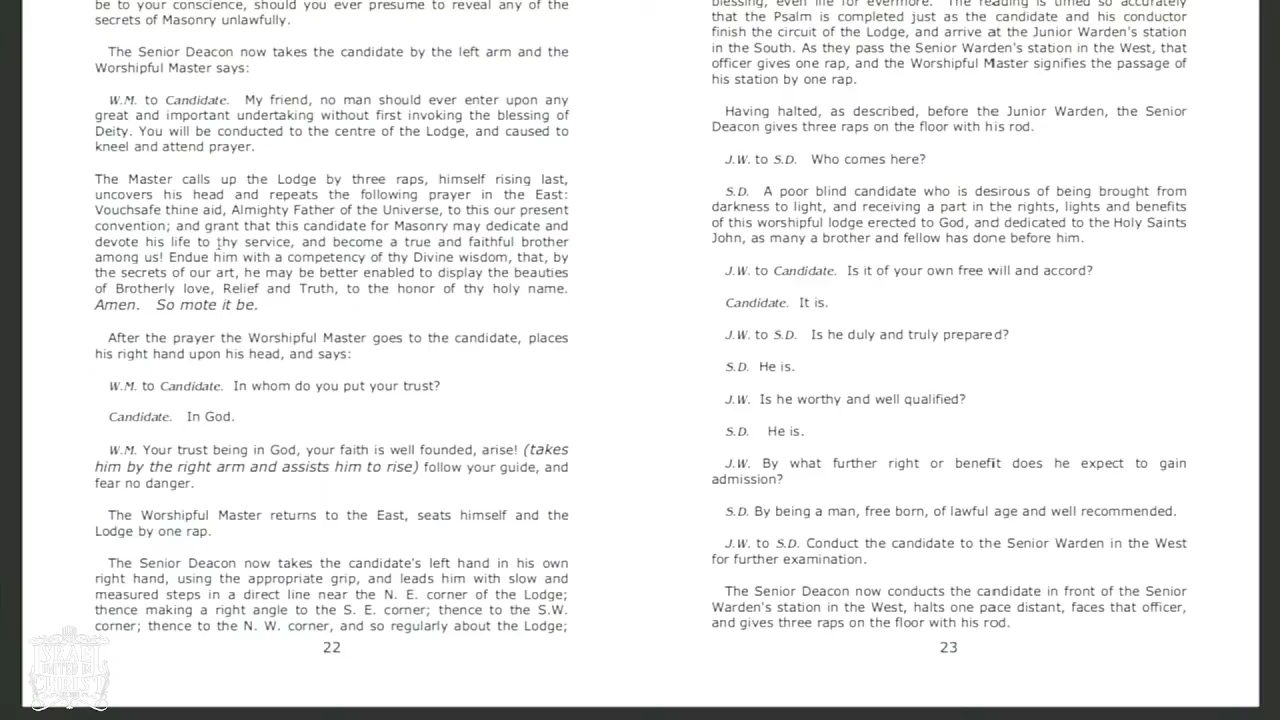 be to your conscience, should you ever presume to reveal any of the
secrets of Masonry unlawfully.
The Senior Deacon now takes the candidate by the left arm and the
Worshipful Master says:
W.M. to Candidate. My friend, no man should ever enter upon any
great and important undertaking without first invoking the blessing of
Deity. You will be conducted to the centre of the Lodge, and caused to
kneel and attend prayer.
The Master calls up the Lodge by three raps, himself rising last,
uncovers his head and repeats the following prayer in the East:
Vouchsafe thine aid, Almighty Father of the Universe, to this our present
convention; and grant that this candidate for Masonry may dedicate and
devote his life to thy service, and become a true and faithful brother
among us! Endue him with a competency of thy Divine wisdom, that, by
the secrets of our art, he may be better enabled to display the beauties
of Brotherly love, Relief and Truth, to the honor of thy holy name.
Amen. So mote it be.
After the prayer the Worshipful Master goes to the candidate, places
his right hand upon his head, and says:
W.M. to Candidate. In whom do you put your trust?
Candidate. In God.
W.M. Your trust being in God, your faith is well founded, arise! (takes
him by the right arm and assists him to rise) follow your guide, and
fear no danger.
The Worshipful Master returns to the East, seats himself and the
Lodge by one rap.
The Senior Deacon now takes the candidate's left hand in his own
right hand, using the appropriate grip, and leads him with slow and
measured steps in a direct line near the N. E. corner of the Lodge;
thence making a right angle to the S. E. corner; thence to the S.W.
corner; thence to the N. W. corner, and so regularly about the Lodge;
22
blessing, even life for evermore. The reading is timed so accurately
that the Psalm is completed just as the candidate and his conductor
finish the circuit of the Lodge, and arrive at the Junior Warden's station
in the South. As they pass the Senior Warden's station in the West, that
officer gives one rap, and the Worshipful Master signifies the passage of
his station by one rap.
Having halted, as described, before the Junior Warden, the Senior
Deacon gives three raps on the floor with his rod.
J.W. to S.D. Who comes here?
S.D. A poor blind candidate who is desirous of being brought from
darkness to light, and receiving a part in the rights, lights and benefits
of this worshipful lodge erected to God, and dedicated to the Holy Saints
John, as many a brother and fellow has done before him.
J.W. to Candidate. Is it of your own free will and accord?
Candidate. It is.
J.W. to S.D. Is he duly and truly prepared?
S.D. He is.
J.W. Is he worthy and well qualified?
S.D. He is.
J.W. By what further right or benefit does he expect to gain
admission?
S.D. By being a man, free born, of lawful age and well recommended.
J.W. to S.D. Conduct the candidate to the Senior Warden in the West
for further examination.
The Senior Deacon now conducts the candidate in front of the Senior
Warden's station in the West, halts one pace distant, faces that officer,
and gives three raps on the floor with his rod.
23
ISRAEL
UNITED IN
CHRIST